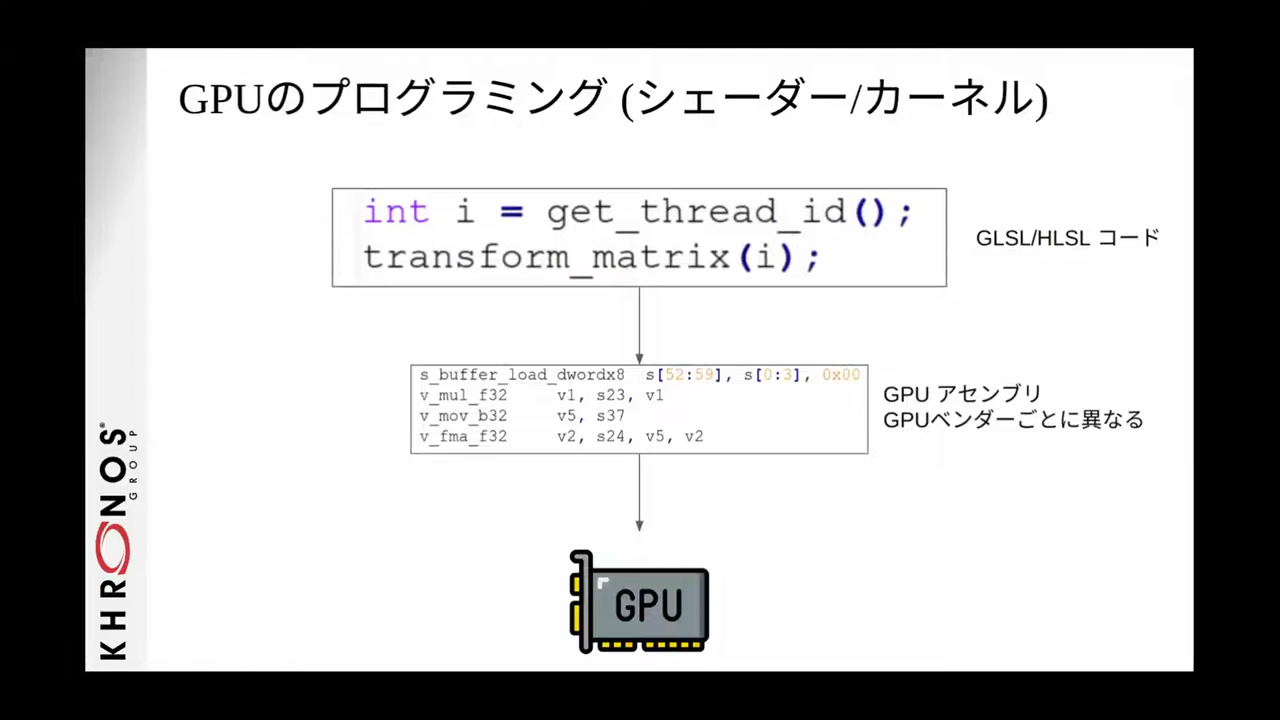 GPUのプログラミング (シェーダー/カーネル)
int i = get_thread_id();
transform_matrix(i);
GLSL/HLSL コード
s_buffer_load_dwordx8 s[52:59], s[0:3], 0x00
v_mul_f32 v1, s23, v1
v_mov_b32 v5, s37
v_fma_f32 v2, s24, v5, v2
GPU アセンブリ
GPUベンダーごとに異なる
GPU
KHRONOS®
GROUP